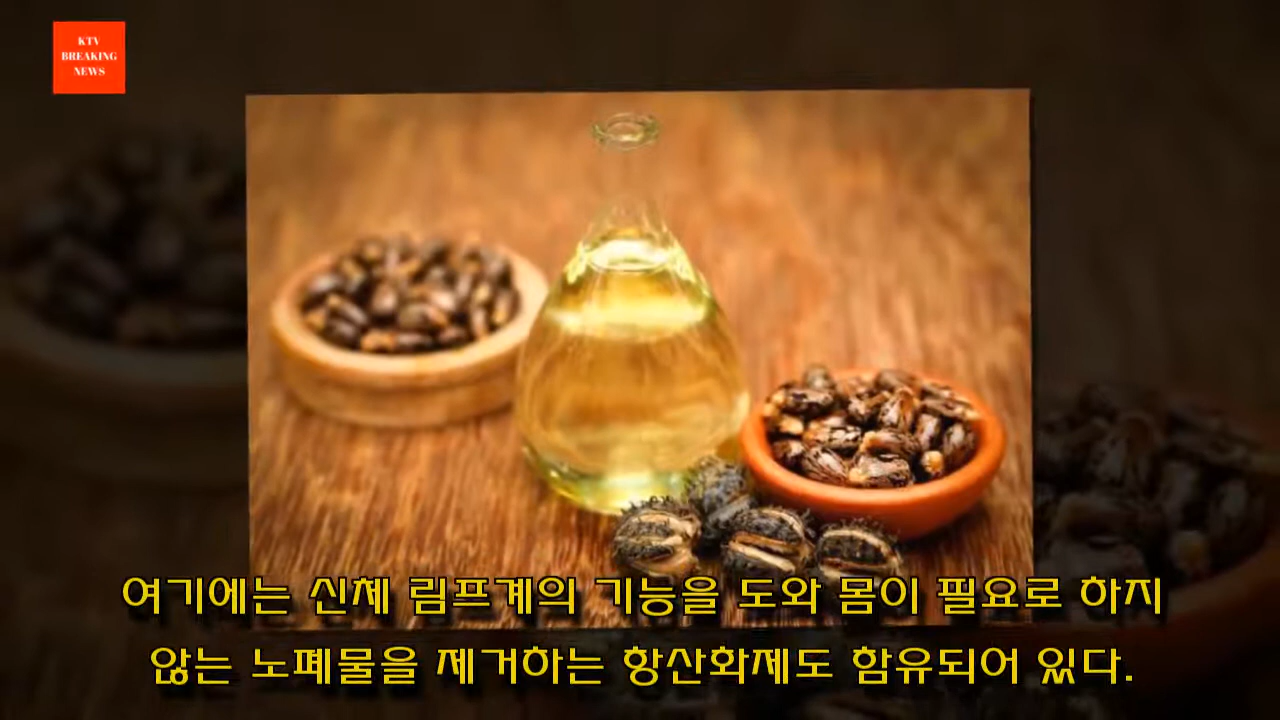 KTV
BREAKING
NEWS
여기에는 신체 림프계의 기능을 도와 몸이 필요로 하지
않는 노폐물을 제거하는 항산화제도 함유되어 있다.